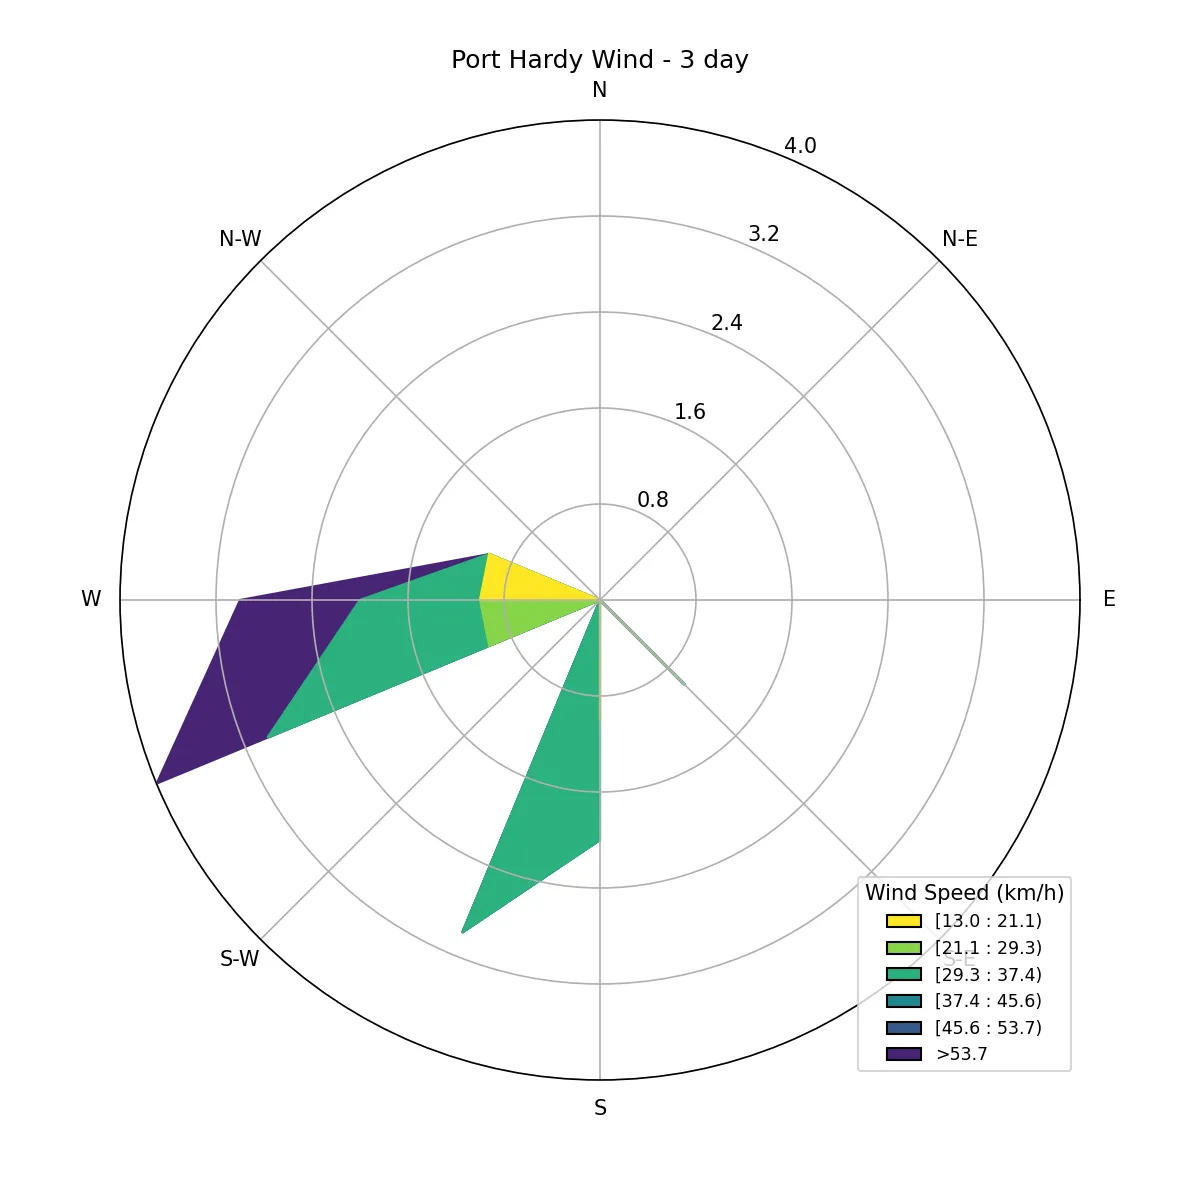 Port Hardy Wind - 3 day
N
4.0
N-W
3.2
N-E
2.4
1.6
0.8
W
E
Wind Speed (km/h)
[13.0 : 21.1)
[21.1 : 29.3)
S-W
S-E
[29.3 : 37.4)
[37.4 : 45.6)
[45.6 : 53.7)
>53.7
S